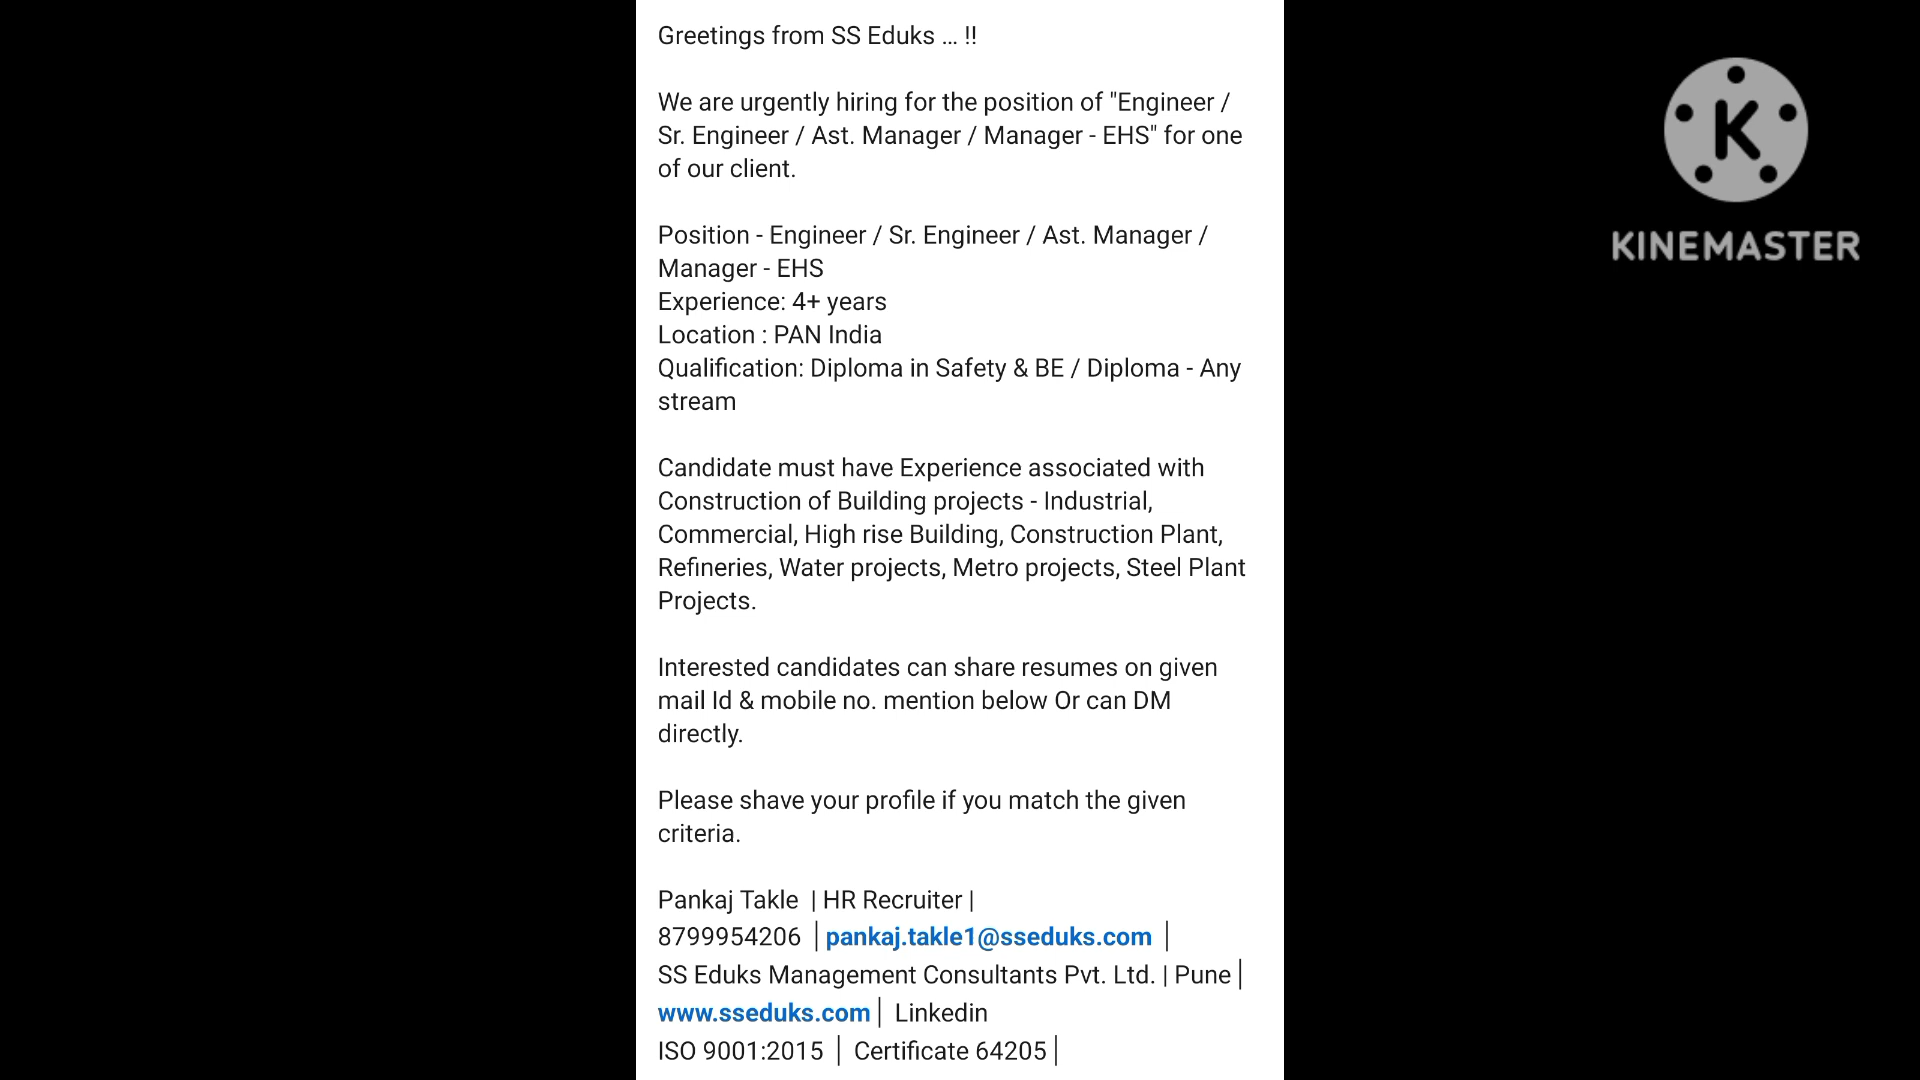 Greetings from SS Eduks ... !!
We are urgently hiring for the position of "Engineer /
Sr. Engineer / Ast. Manager / Manager - EHS" for one
of our client.
Position - Engineer / Sr. Engineer / Ast. Manager /
Manager - EHS
Experience: 4+ years
Location : PAN India
Qualification: Diploma in Safety & BE / Diploma - Any
stream
Candidate must have Experience associated with
Construction of Building projects - Industrial,
Commercial, High rise Building, Construction Plant,
Refineries, Water projects, Metro projects, Steel Plant
Projects.
Interested candidates can share resumes on given
mail Id & mobile no. mention below Or can DM
directly.
Please shave your profile if you match the given
criteria.
Pankaj Takle | HR Recruiter |
8799954206 | pankaj.takle1@sseduks.com |
SS Eduks Management Consultants Pvt. Ltd. | Pune |
www.sseduks.com | Linkedin
ISO 9001:2015 | Certificate 64205 |
K
KINEMASTER